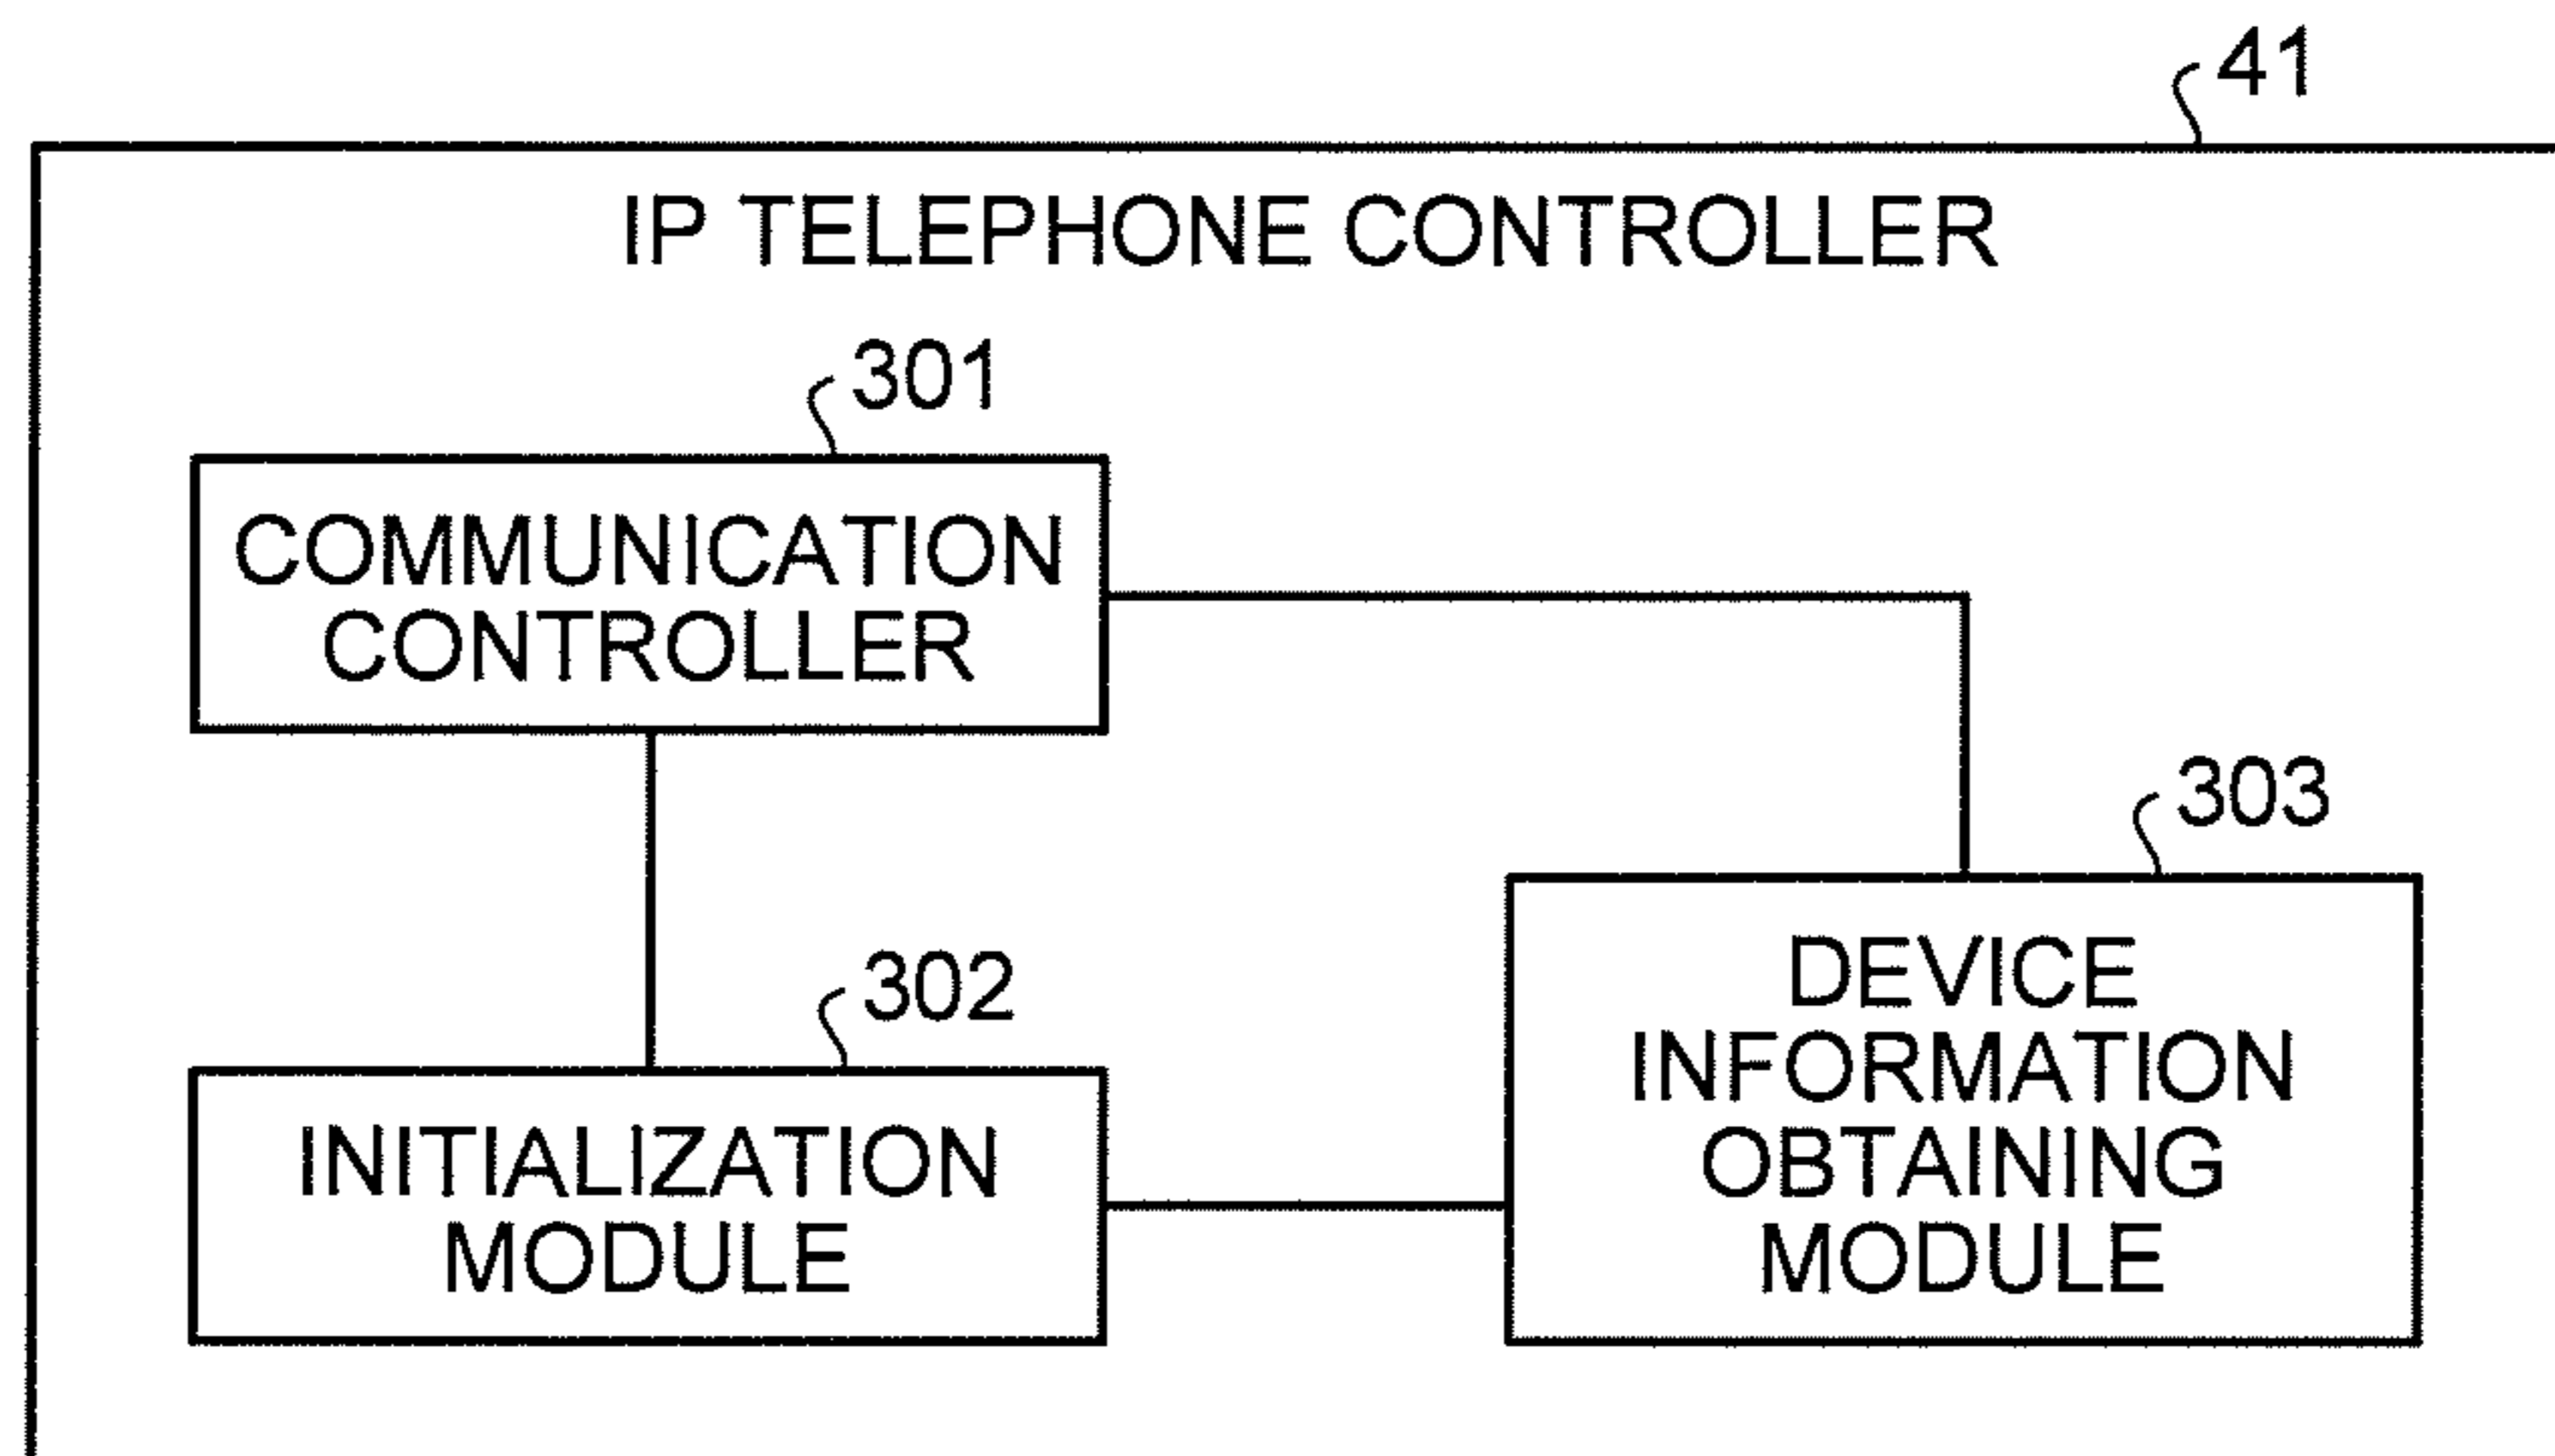 41
IP TELEPHONE CONTROLLER
301
COMMUNICATION
CONTROLLER
303
302
DEVICE
INFORMATION
OBTAINING
MODULE
INITIALIZATION
MODULE